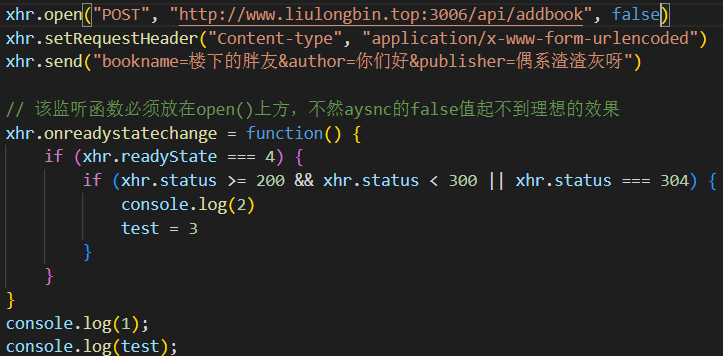 xhr.open("POST", "http://www.liulongbin.top:3006/api/addbook", false)
xhr.setRequestHeader("Content-type", "application/x-www-form-urlencoded")
xhr.send("bookname=楼下的胖友&author=你们好&publisher=偶系渣渣灰呀")

// 该监听函数必须放在open()上方，不然aysnc的false值起不到理想的效果
xhr.onreadystatechange = function() {
    if (xhr.readyState === 4) {
        if (xhr.status >= 200 && xhr.status < 300 || xhr.status === 304) {
            console.log(2)
            test = 3
        }
    }
}
console.log(1);
console.log(test);